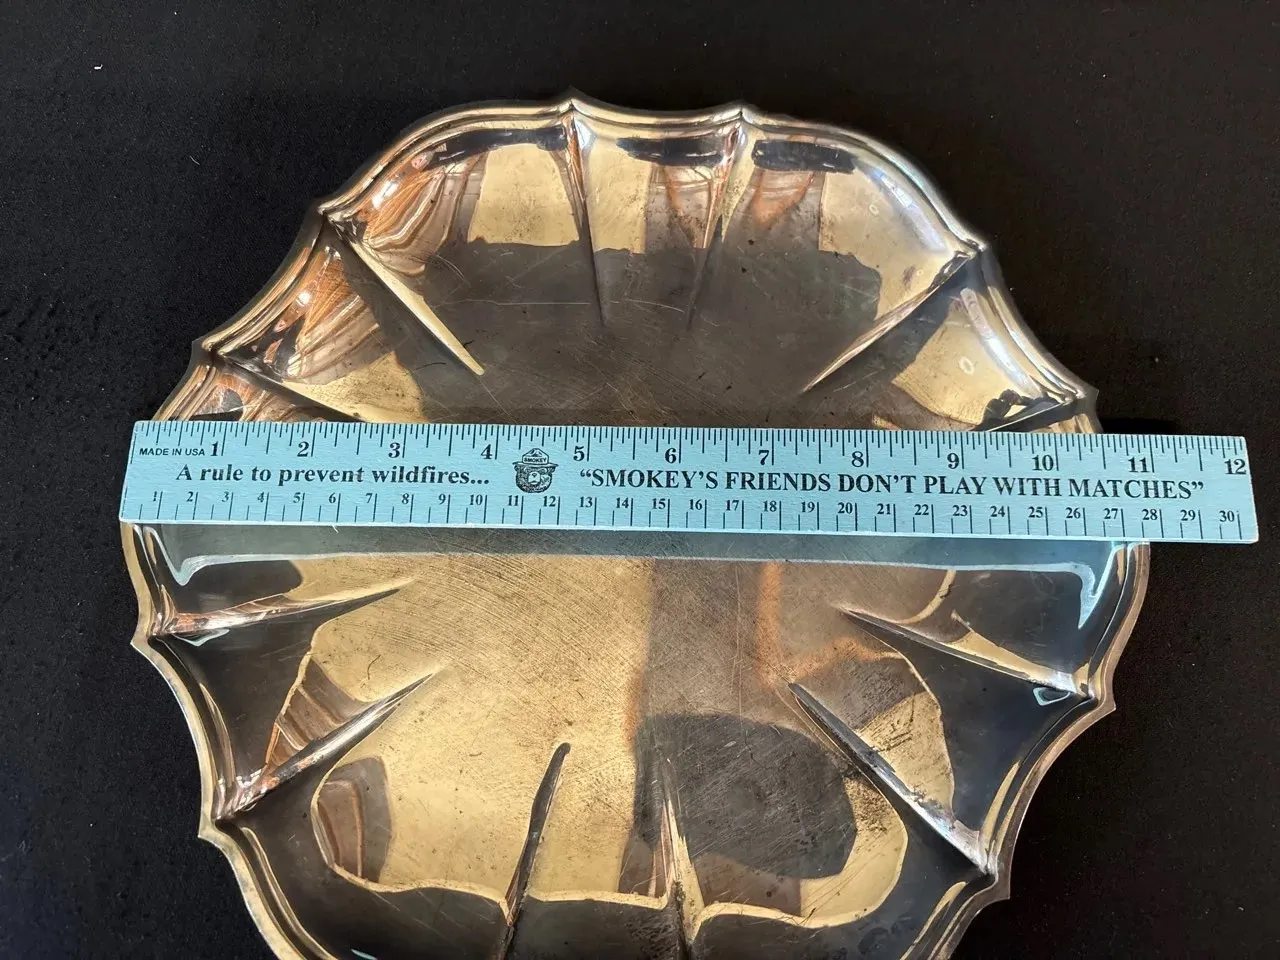 MADE IN USA 1 2 3 4 5 6 7 8 9 10 11 12
SMOKEY
A rule to prevent wildfires... “SMOKEY’S FRIENDS DON’T PLAY WITH MATCHES”
1 2 3 4 5 6 7 8 9 10 11 12 13 14 15 16 17 18 19 20 21 22 23 24 25 26 27 28 29 30